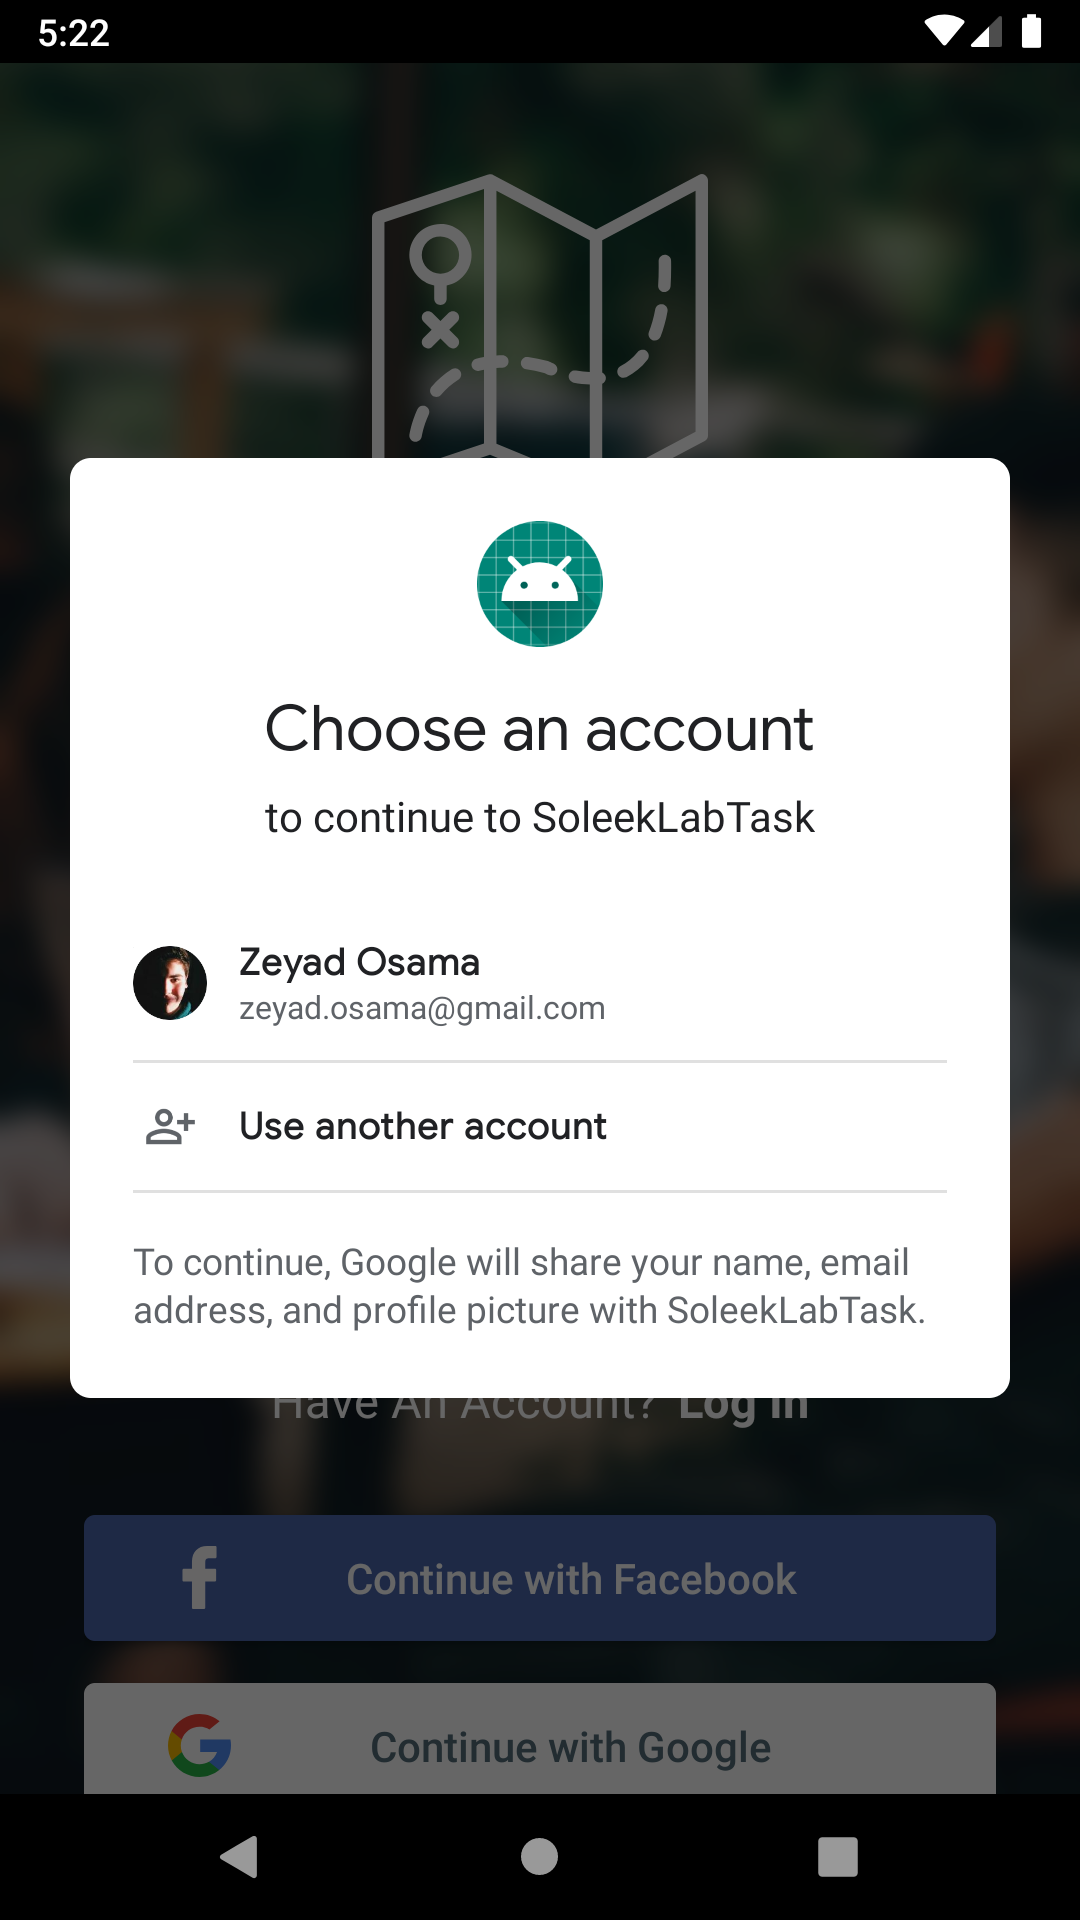 5:22
Choose an account
to continue to SoleekLabTask
Zeyad Osama
zeyad.osama@gmail.com
Use another account
To continue, Google will share your name, email
address, and profile picture with SoleekLabTask.
Have An Account? Log In
Continue with Facebook
Continue with Google